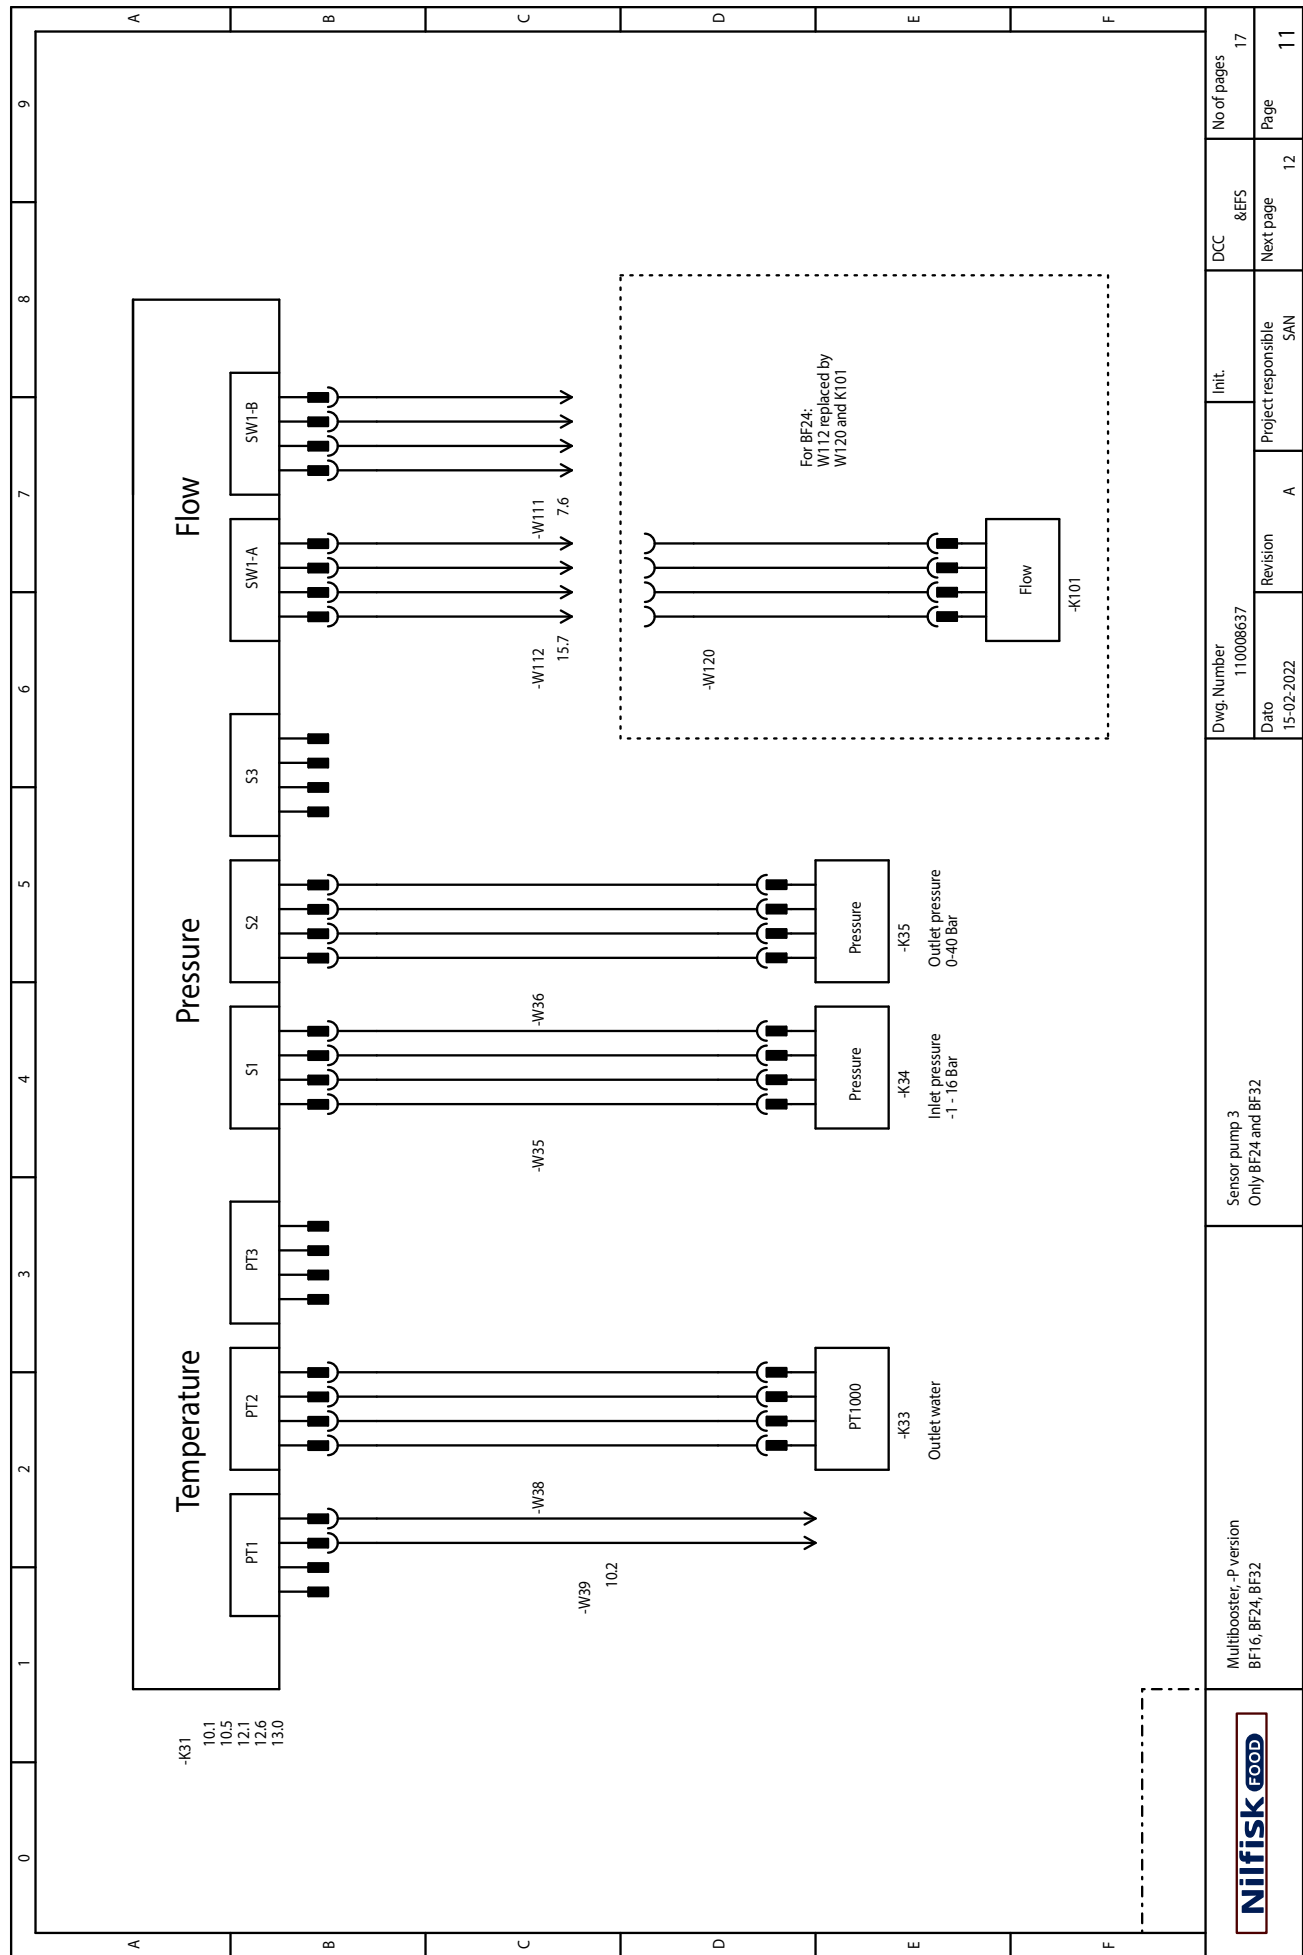 0 1 2 3 4 5 6 7 8 9
A
B
C
D
E
F
A
B
C
D
E
F
-K31
10.1
10.5
12.1
12.6
13.0
Temperature
Pressure
Flow
PT1
PT2
PT3
S1
S2
S3
SW1-A
SW1-B
-W39
10.2
-W38
-W35
-W36
-W112
15.7
-W111
7.6
-W120
For BF24:
W112 replaced by
W120 and K101
PT1000
-K33
Outlet water
Pressure
-K34
Inlet pressure
-1 - 16 Bar
Pressure
-K35
Outlet pressure
0-40 Bar
Flow
-K101
Nilfisk FOOD
Multibooster, -P version
BF16, BF24, BF32
Sensor pump 3
Only BF24 and BF32
Dwg. Number
110008637
Init.
DCC
&EFS
No of pages
17
Dato
15-02-2022
Revision
A
Project responsible
SAN
Next page
12
Page
11